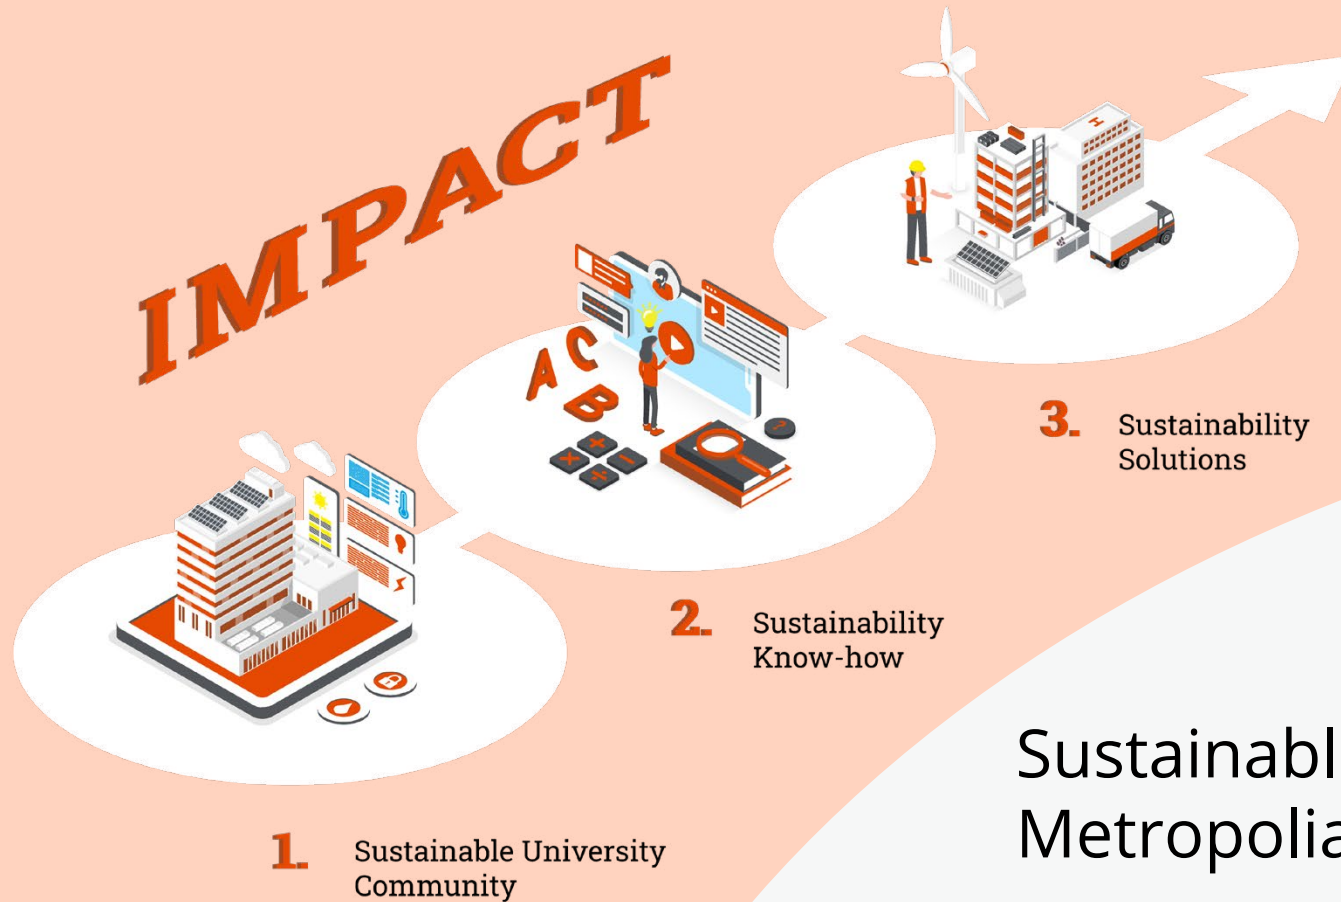 IMPACT
A C
B
?
H
3.
Sustainability
Solutions
2.
Sustainability
Know-how
Sustainabl
Metropolia
1.
Sustainable University
Community